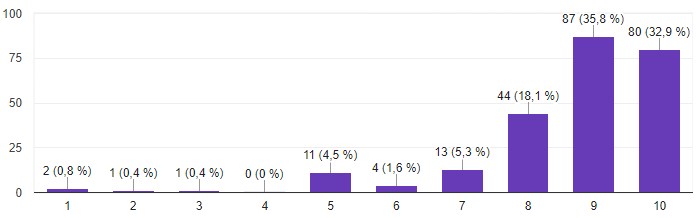 100
75
50
25
0
2 (0,8 %)
1 (0,4 %)
1 (0,4 %)
0 (0 %)
11 (4,5 %)
4 (1,6 %)
13 (5,3 %)
44 (18,1 %)
87 (35,8 %)
80 (32,9 %)
1 2 3 4 5 6 7 8 9 10